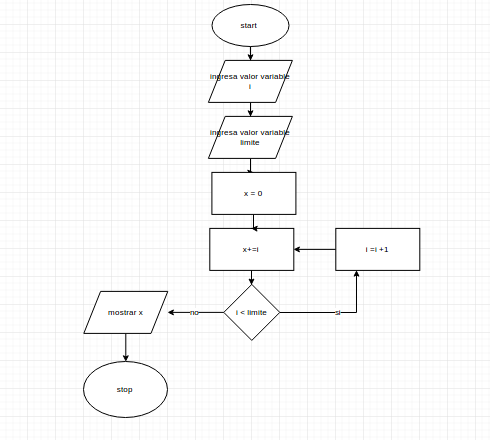 start
ingresa valor variable
i
ingresa valor variable
limite
x = 0
x+=i
i =i +1
i < limite
no
si
mostrar x
stop